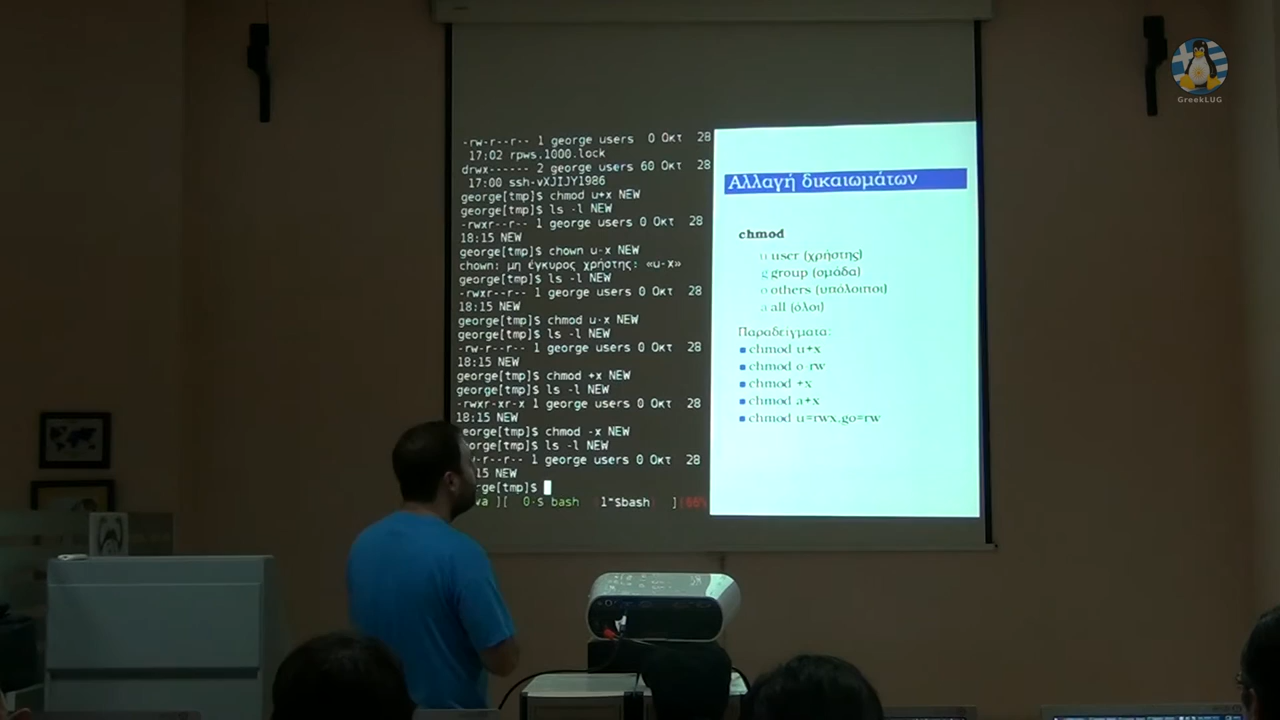 -rw-r--r-- 1 george users 0 Οκτ 28
17:02 rpws.1000.lock
drwx------ 2 george users 60 Οκτ 28
17:00 ssh-vXJIJY1986
george[tmp]$ chmod u+x NEW
george[tmp]$ ls -l NEW
-rwxr--r-- 1 george users 0 Οκτ 28
18:15 NEW
george[tmp]$ chown u-x NEW
chown: μη έγκυρος χρήστης: «u-x»
george[tmp]$ ls -l NEW
-rwxr--r-- 1 george users 0 Οκτ 28
18:15 NEW
george[tmp]$ chmod u-x NEW
george[tmp]$ ls -l NEW
-rw-r--r-- 1 george users 0 Οκτ 28
18:15 NEW
george[tmp]$ chmod +x NEW
george[tmp]$ ls -l NEW
-rwxr-xr-x 1 george users 0 Οκτ 28
18:15 NEW
eorge[tmp]$ chmod -x NEW
eorge[tmp]$ ls -l NEW
-r--r-- 1 george users 0 Οκτ 28
15 NEW
ge[tmp]$
][ 0-$ bash 1*$bash ]
Αλλαγή δικαιωμάτων
chmod
u user (χρήστης)
g group (ομάδα)
o others (υπόλοιποι)
a all (όλοι)
Παραδείγματα:
chmod u+x
chmod o-rw
chmod +x
chmod a+x
chmod u=rwx,go=rw
GreekLUG